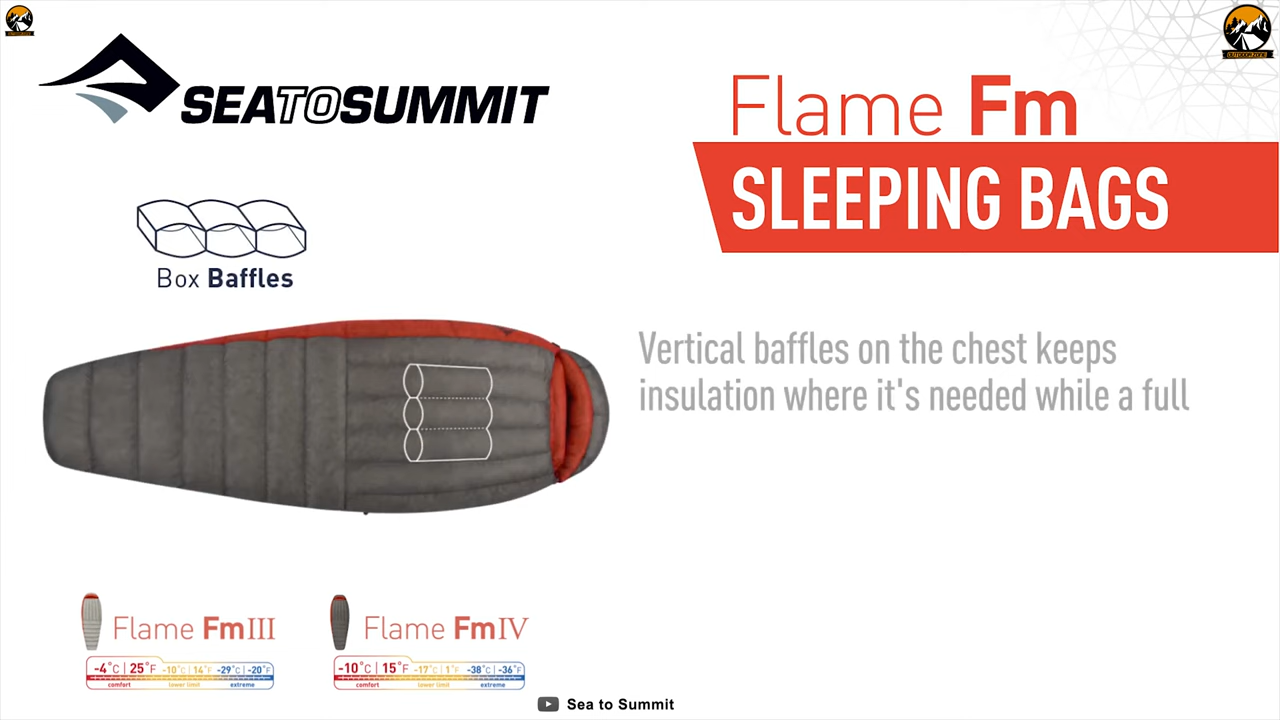 SEATOSUMMIT
OUTDOOR ZONE
Flame Fm
SLEEPING BAGS
Box Baffles
Vertical baffles on the chest keeps
insulation where it's needed while a full
Flame FmIII
-4°C | 25°F -10°C | 14°F -29°C | -20°F
comfort lower limit extreme
Flame FmIV
-10°C | 15°F -17°C | 1°F -38°C | -36°F
comfort lower limit extreme
Sea to Summit